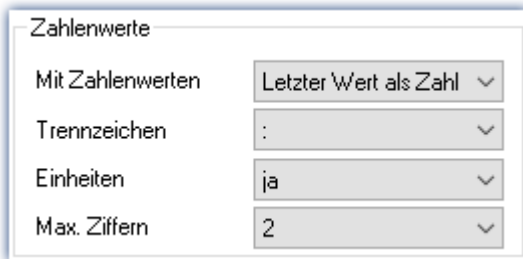 Zahlenwerte
Mit Zahlenwerten Letzter Wert als Zahl
Trennzeichen :
Einheiten ja
Max. Ziffern 2